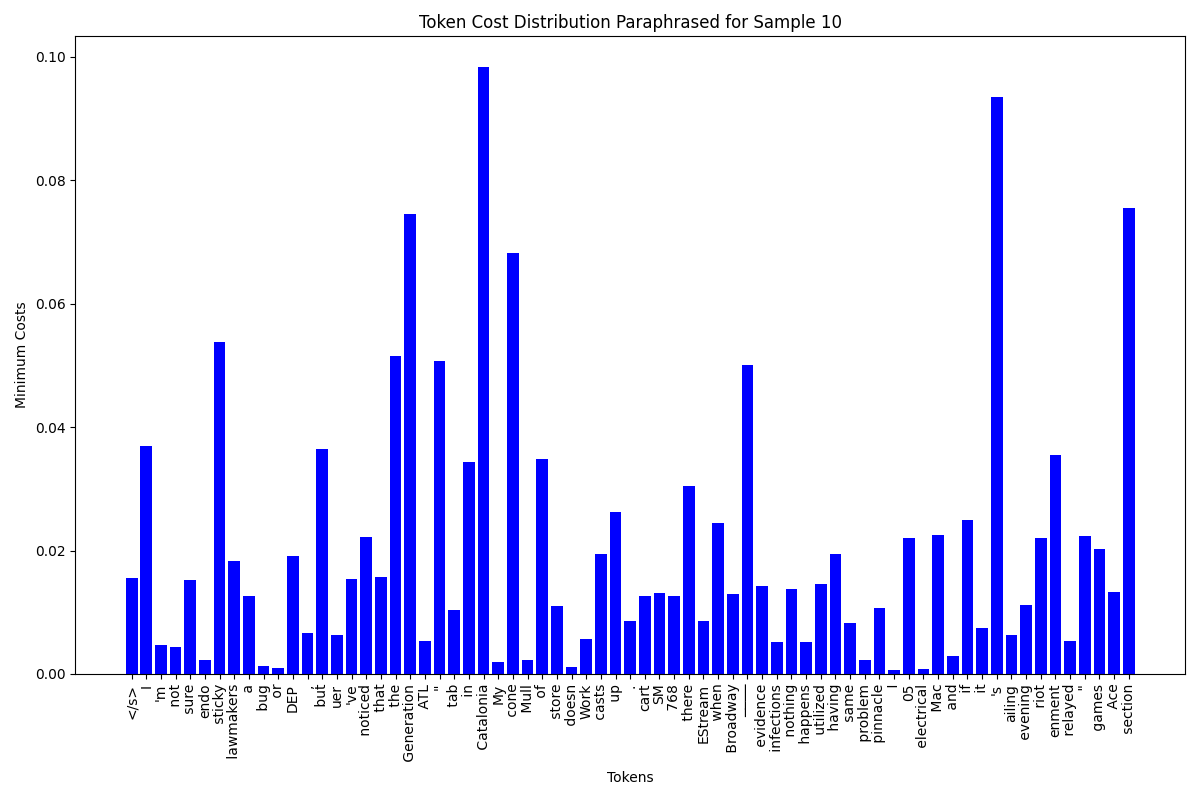 Token Cost Distribution Paraphrased for Sample 10
0.10
0.08
0.06
0.04
0.02
0.00
Minimum Costs
</s>
I
'm
not
sure
endo
sticky
lawmakers
a
bug
or
DEP
,
but
uer
've
noticed
that
the
Generation
ATL
"
tab
in
Catalonia
My
cone
Mull
of
store
doesn
Work
casts
up
.
cart
SM
768
there
EStream
when
Broadway
evidence
infections
nothing
happens
utilized
having
same
problem
pinnacle
I
05
electrical
Mac
and
if
it
's
ailing
evening
riot
enment
relayed
"
games
Ace
section
Tokens